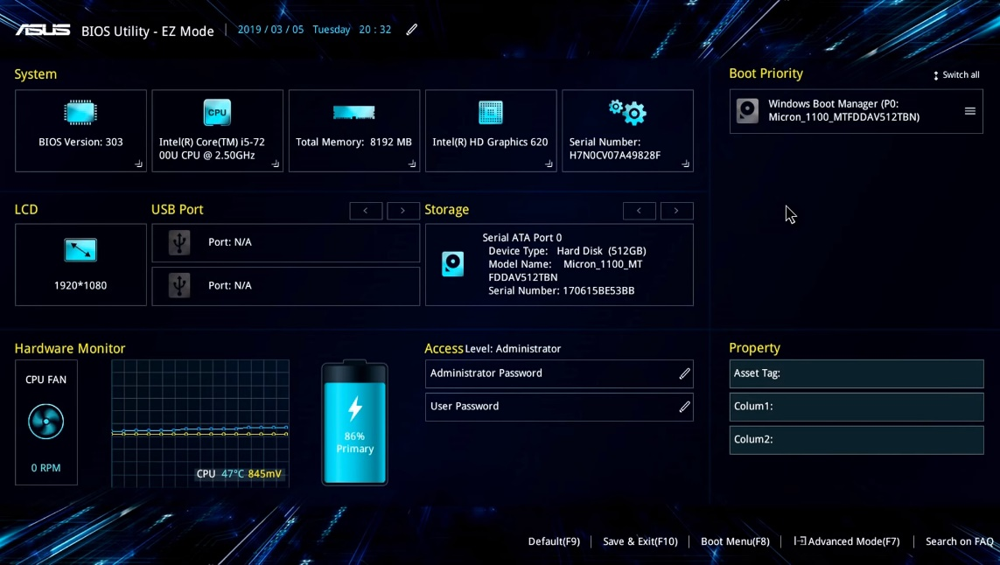 ASUS BIOS Utility - EZ Mode 2019 / 03 / 05 Tuesday 20 : 32
System
BIOS Version: 303
CPU
Intel(R) Core(TM) i5-72
00U CPU @ 2.50GHz
Total Memory: 8192 MB
Intel(R) HD Graphics 620
Serial Number:
H7N0CV07A49828F
Boot Priority
Switch all
Windows Boot Manager (P0:
Micron_1100_MTFDDAV512TBN)
LCD
1920*1080
USB Port
< >
Port: N/A
Port: N/A
Storage
< >
Serial ATA Port 0
Device Type: Hard Disk (512GB)
Model Name: Micron_1100_MT
FDDAV512TBN
Serial Number: 170615BE53BB
Hardware Monitor
CPU FAN
0 RPM
CPU 47°C 845mV
86%
Primary
Access Level: Administrator
Administrator Password
User Password
Property
Asset Tag:
Colum1:
Colum2:
Default(F9) Save & Exit(F10) Boot Menu(F8) Advanced Mode(F7) Search on FAQ